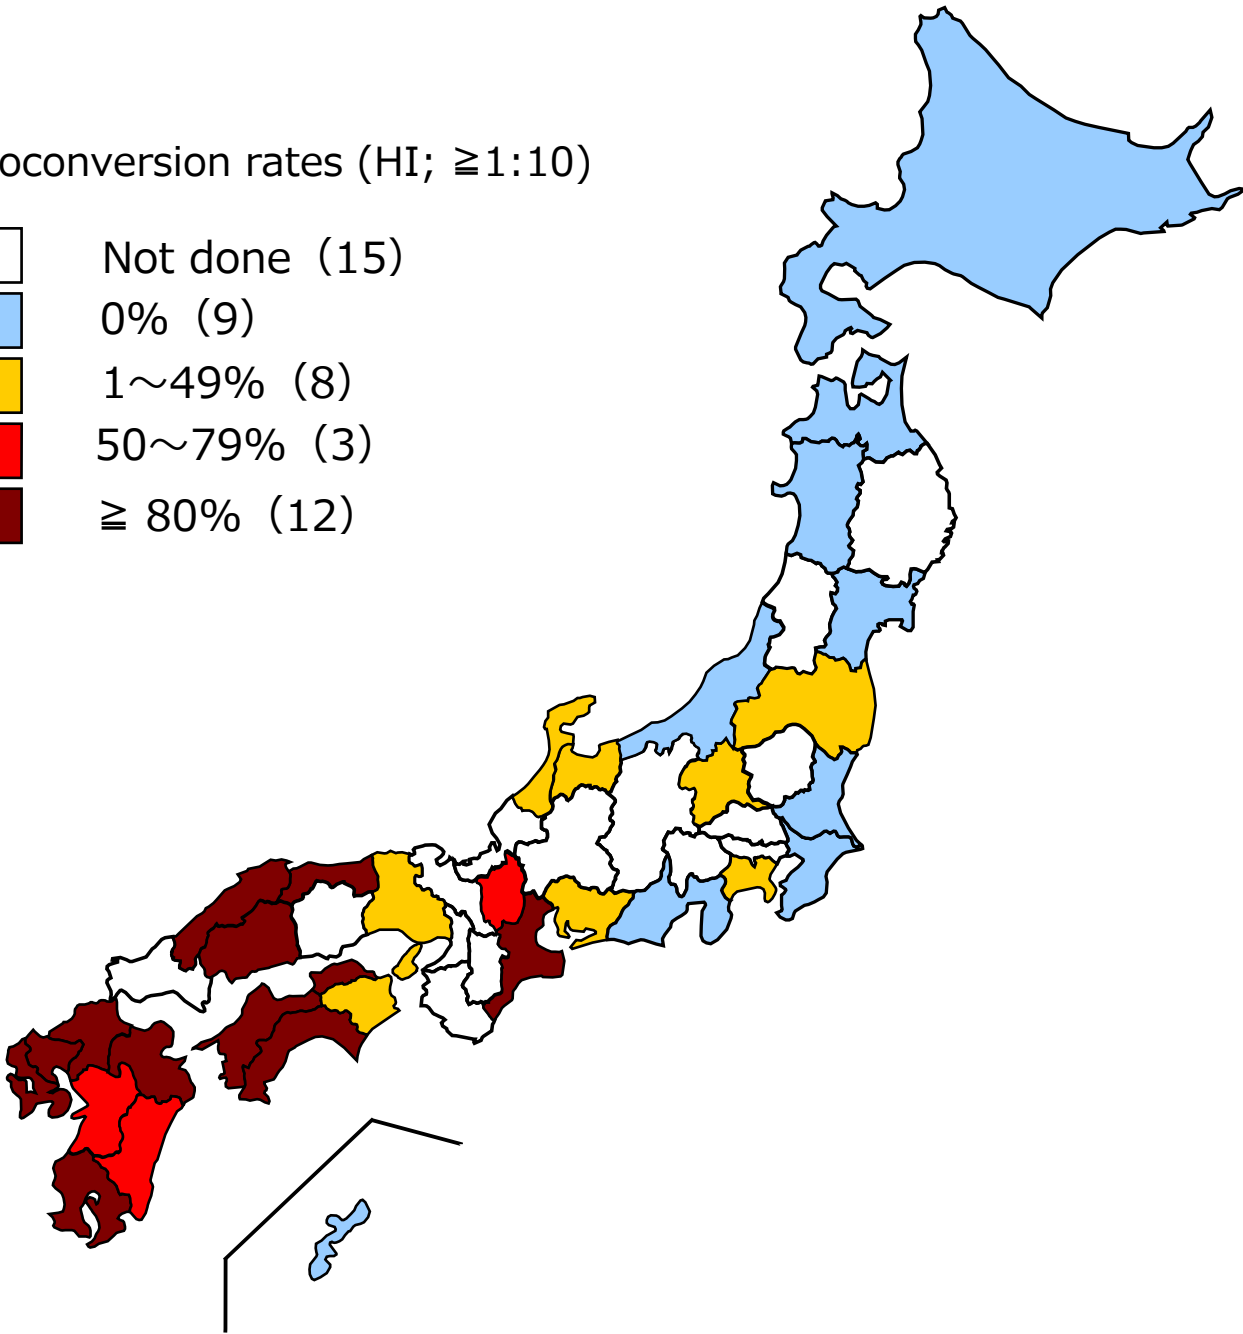 oconversion rates (HI; ≧1:10)
Not done（15）
0%（9）
1～49%（8）
50～79%（3）
≧ 80%（12）